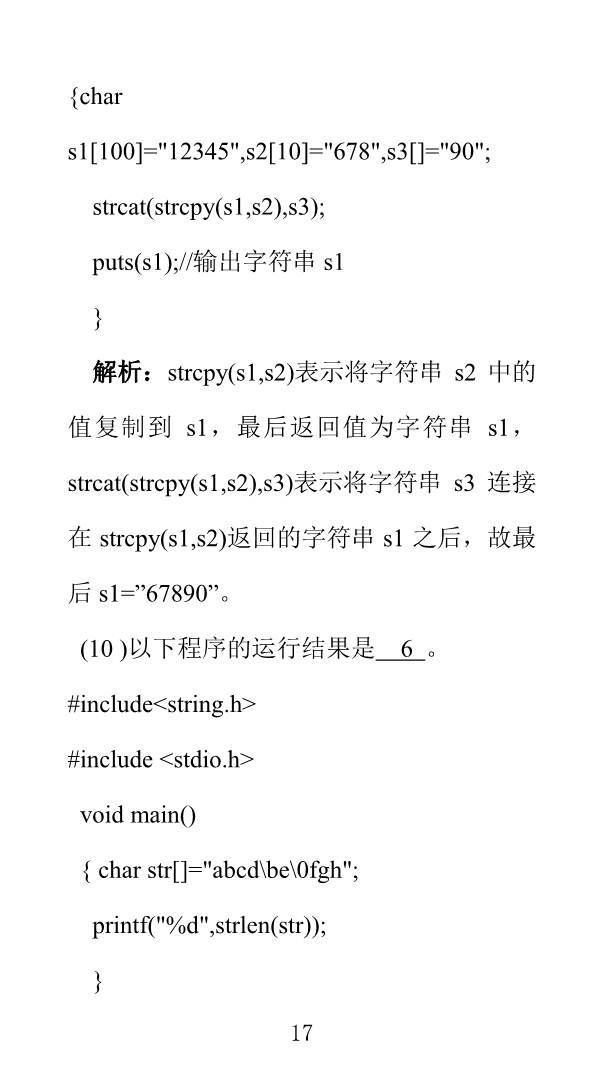 {char
s1[100]="12345",s2[10]="678",s3[]="90";
strcat(strcpy(s1,s2),s3);
puts(s1);//输出字符串 s1
}
解析：strcpy(s1,s2)表示将字符串 s2 中的
值复制到 s1，最后返回值为字符串 s1，
strcat(strcpy(s1,s2),s3)表示将字符串 s3 连接
在 strcpy(s1,s2)返回的字符串 s1 之后，故最
后 s1=”67890”。
(10 )以下程序的运行结果是 6 。
#include<string.h>
#include <stdio.h>
void main()
{ char str[]="abcd\be\0fgh";
printf("%d",strlen(str));
}
17